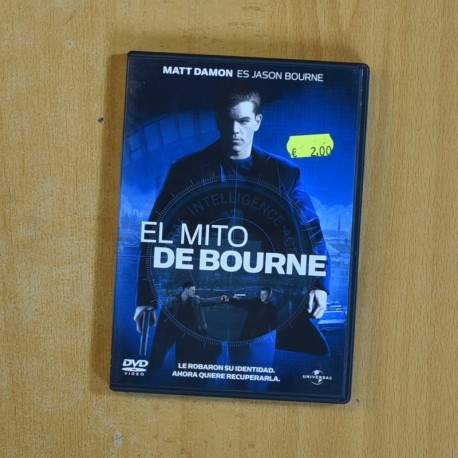 MATT DAMON ES JASON BOURNE
€ 2,00
INTELLIGENCE
EL MITO
DE BOURNE
LE ROBARON SU IDENTIDAD.
AHORA QUIERE RECUPERARLA.
DVD
VIDEO
UNIVERSAL